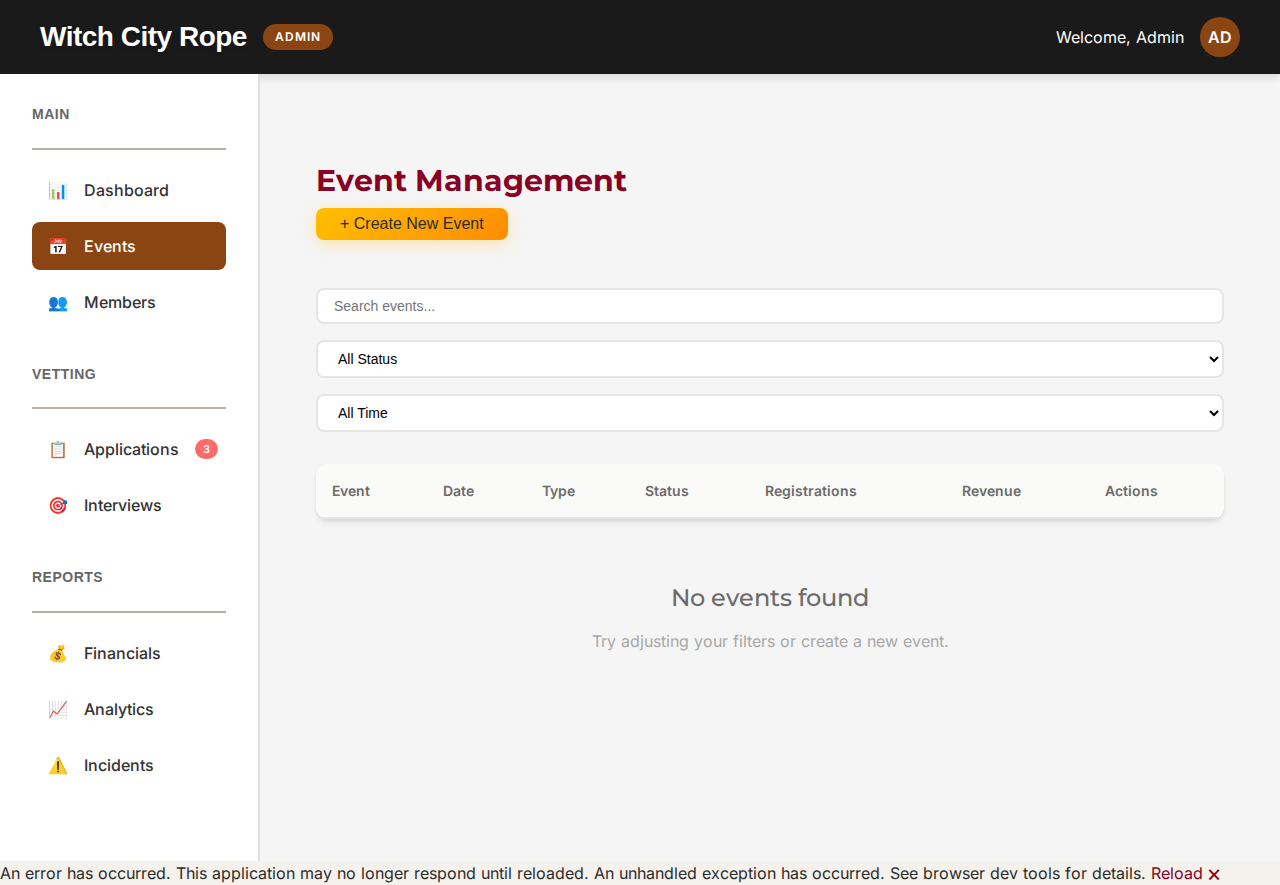 Witch City Rope ADMIN Welcome, Admin AD
MAIN
Dashboard
Events
Members
VETTING
Applications 3
Interviews
REPORTS
Financials
Analytics
Incidents
Event Management
+ Create New Event
Search events...
All Status
All Time
Event Date Type Status Registrations Revenue Actions
No events found
Try adjusting your filters or create a new event.
An error has occurred. This application may no longer respond until reloaded. An unhandled exception has occurred. See browser dev tools for details. Reload ✕